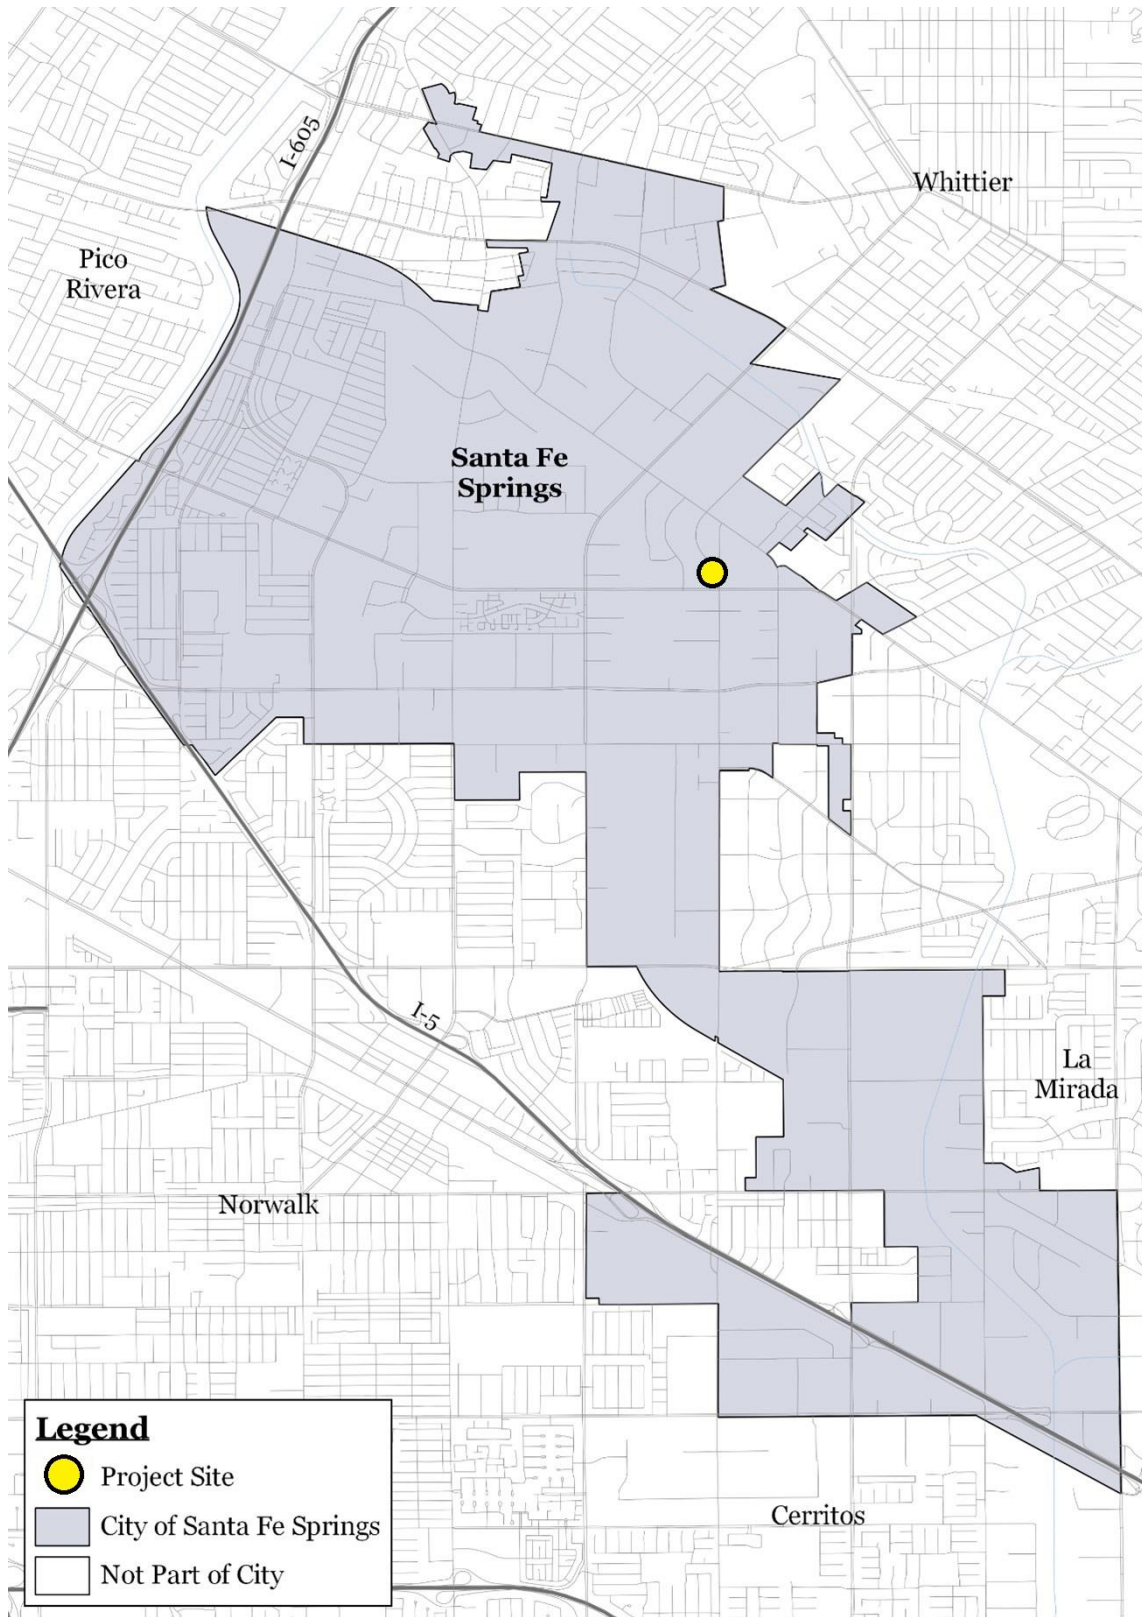 I-605
Whittier
Pico
Rivera
Santa Fe
Springs
I-5
La
Mirada
Norwalk
Legend
Project Site
City of Santa Fe Springs
Not Part of City
Cerritos